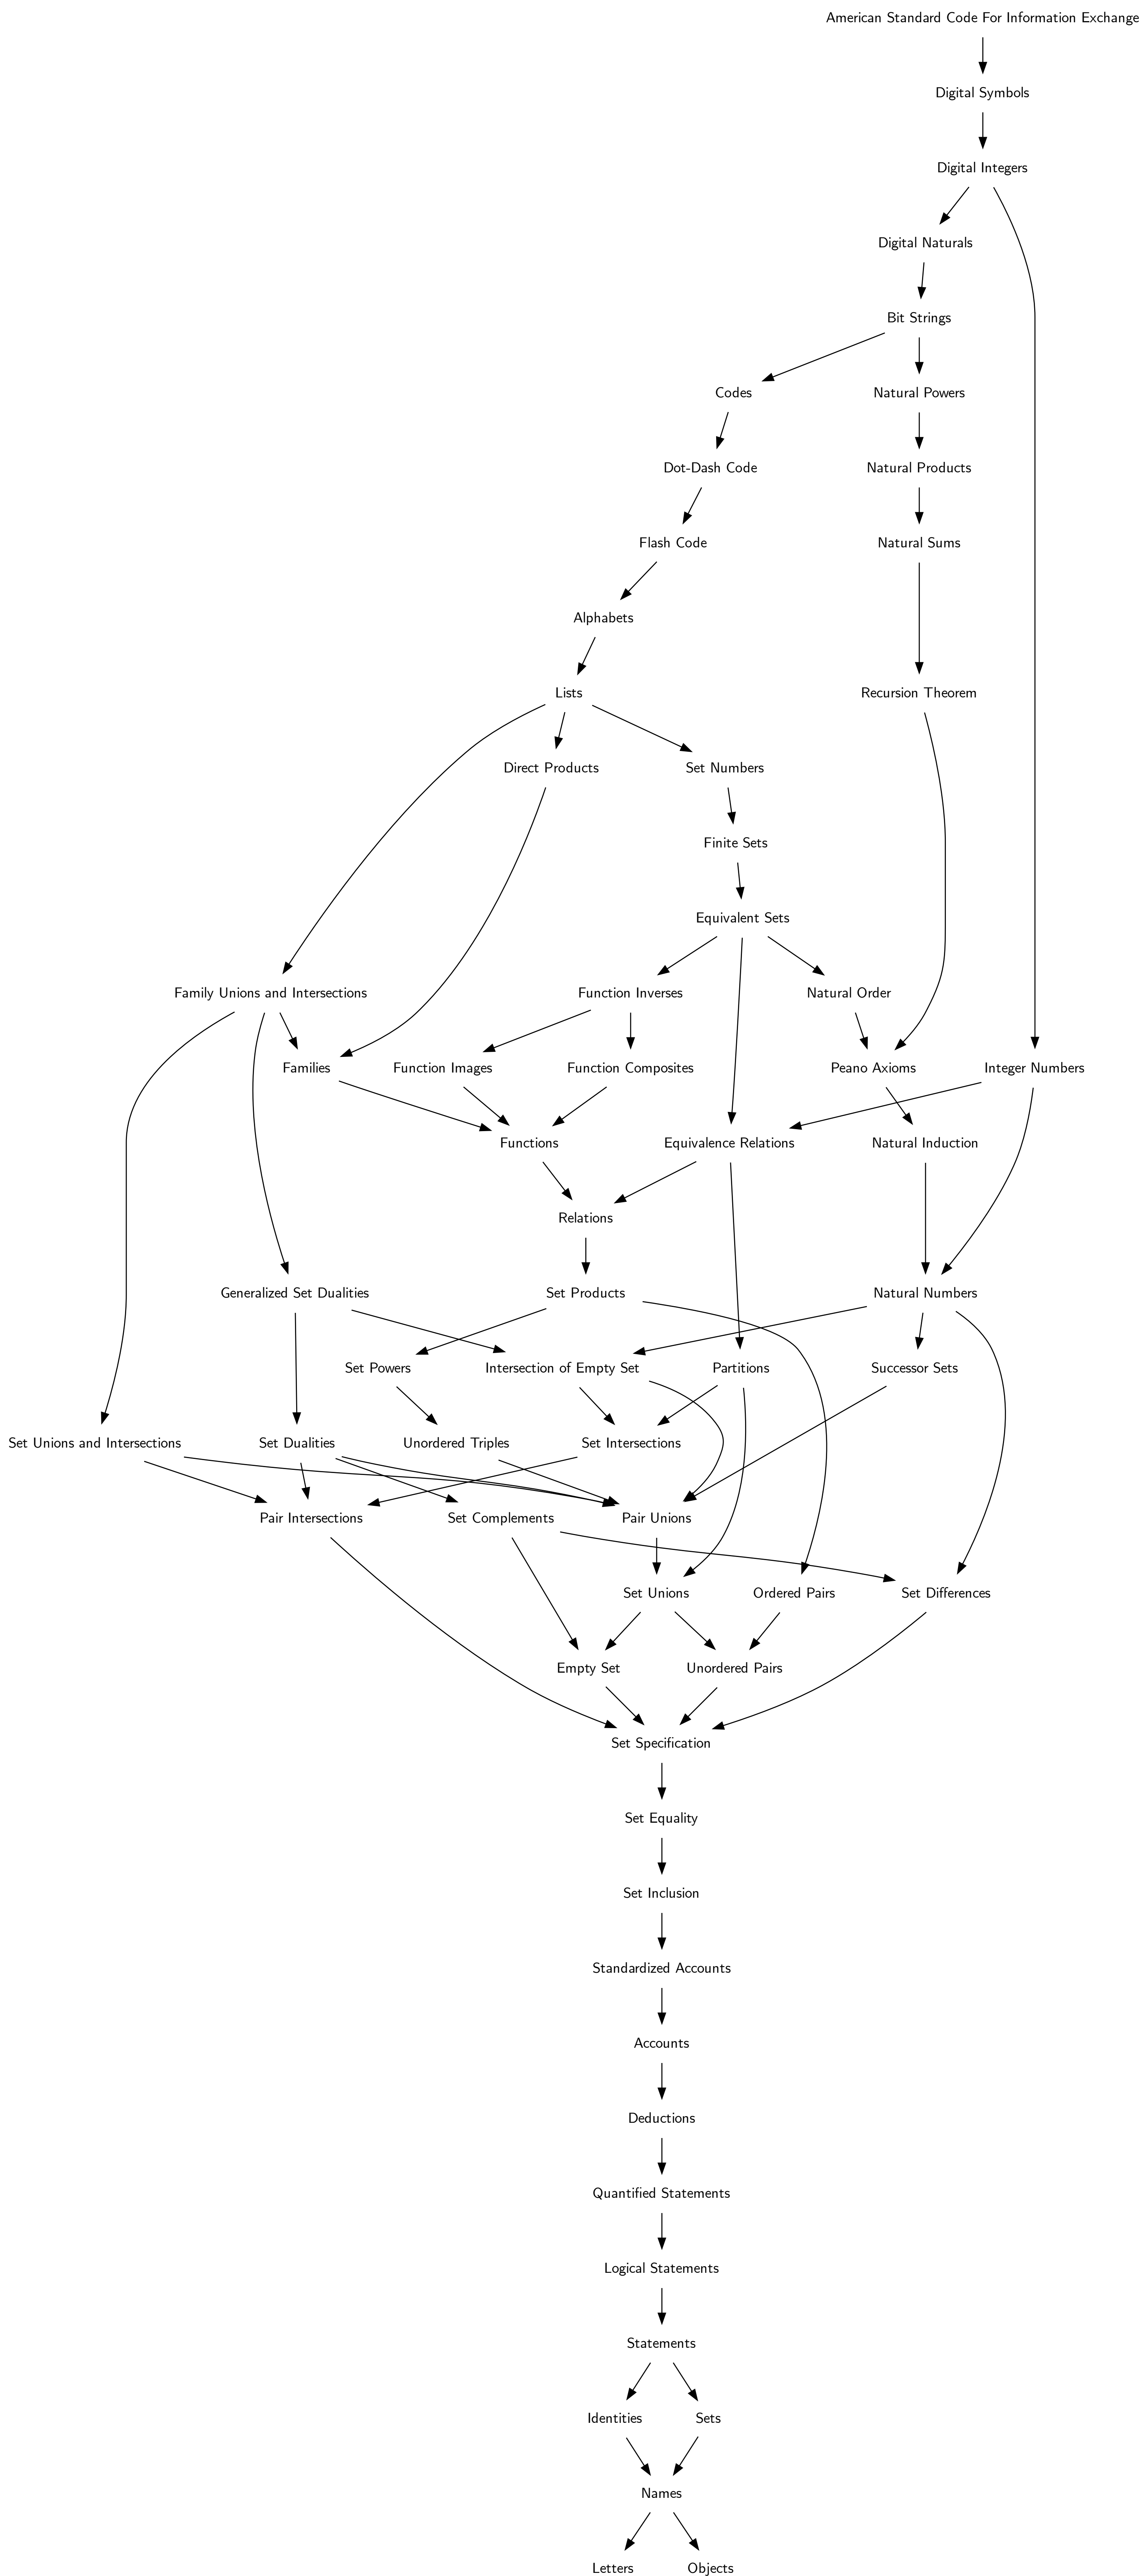 American Standard Code For Information Exchange
Digital Symbols
Digital Integers
Digital Naturals
Bit Strings
Codes
Natural Powers
Dot-Dash Code
Natural Products
Flash Code
Natural Sums
Alphabets
Lists
Recursion Theorem
Direct Products
Set Numbers
Finite Sets
Equivalent Sets
Family Unions and Intersections
Function Inverses
Natural Order
Families
Function Images
Function Composites
Peano Axioms
Integer Numbers
Functions
Equivalence Relations
Natural Induction
Relations
Generalized Set Dualities
Set Products
Natural Numbers
Set Powers
Intersection of Empty Set
Partitions
Successor Sets
Set Unions and Intersections
Set Dualities
Unordered Triples
Set Intersections
Pair Intersections
Set Complements
Pair Unions
Set Unions
Ordered Pairs
Set Differences
Empty Set
Unordered Pairs
Set Specification
Set Equality
Set Inclusion
Standardized Accounts
Accounts
Deductions
Quantified Statements
Logical Statements
Statements
Identities
Sets
Names
Letters
Objects